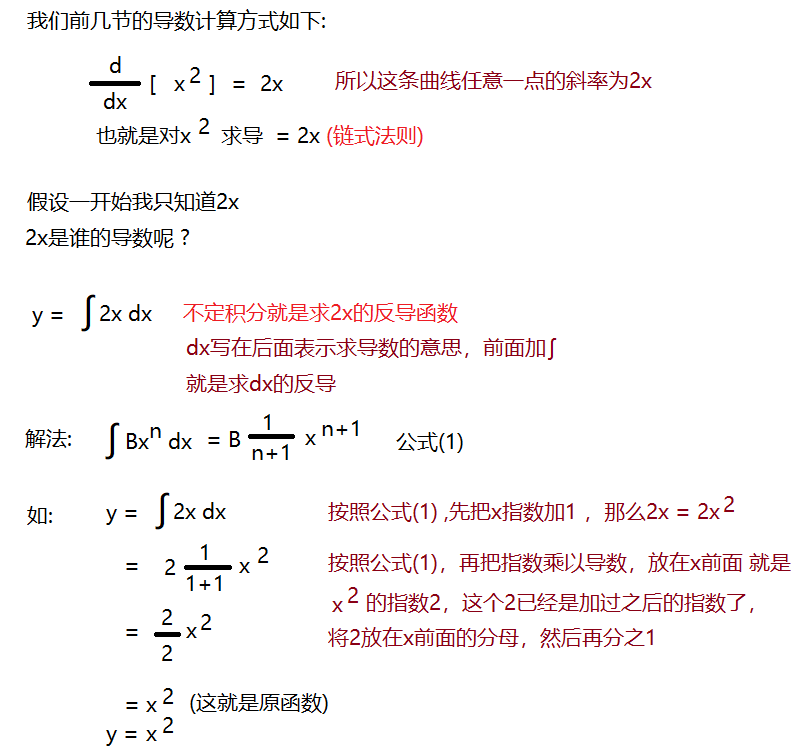 我们前几节的导数计算方式如下:
d/dx [ x^2 ] = 2x 所以这条曲线任意一点的斜率为2x
也就是对x^2 求导 = 2x (链式法则)
假设一开始我只知道2x
2x是谁的导数呢？
y = ∫2x dx 不定积分就是求2x的反导函数
dx写在后面表示求导数的意思，前面加∫
就是求dx的反导
解法: ∫Bx^n dx = B 1/(n+1) x^(n+1) 公式(1)
如: y = ∫2x dx 按照公式(1) ,先把x指数加1 ，那么2x = 2x^2
= 2 1/(1+1) x^2 按照公式(1)，再把指数乘以导数，放在x前面 就是
x^2 的指数2，这个2已经是加过之后的指数了，
= 2/2 x^2 将2放在x前面的分母，然后再分之1
= x^2 (这就是原函数)
y = x^2